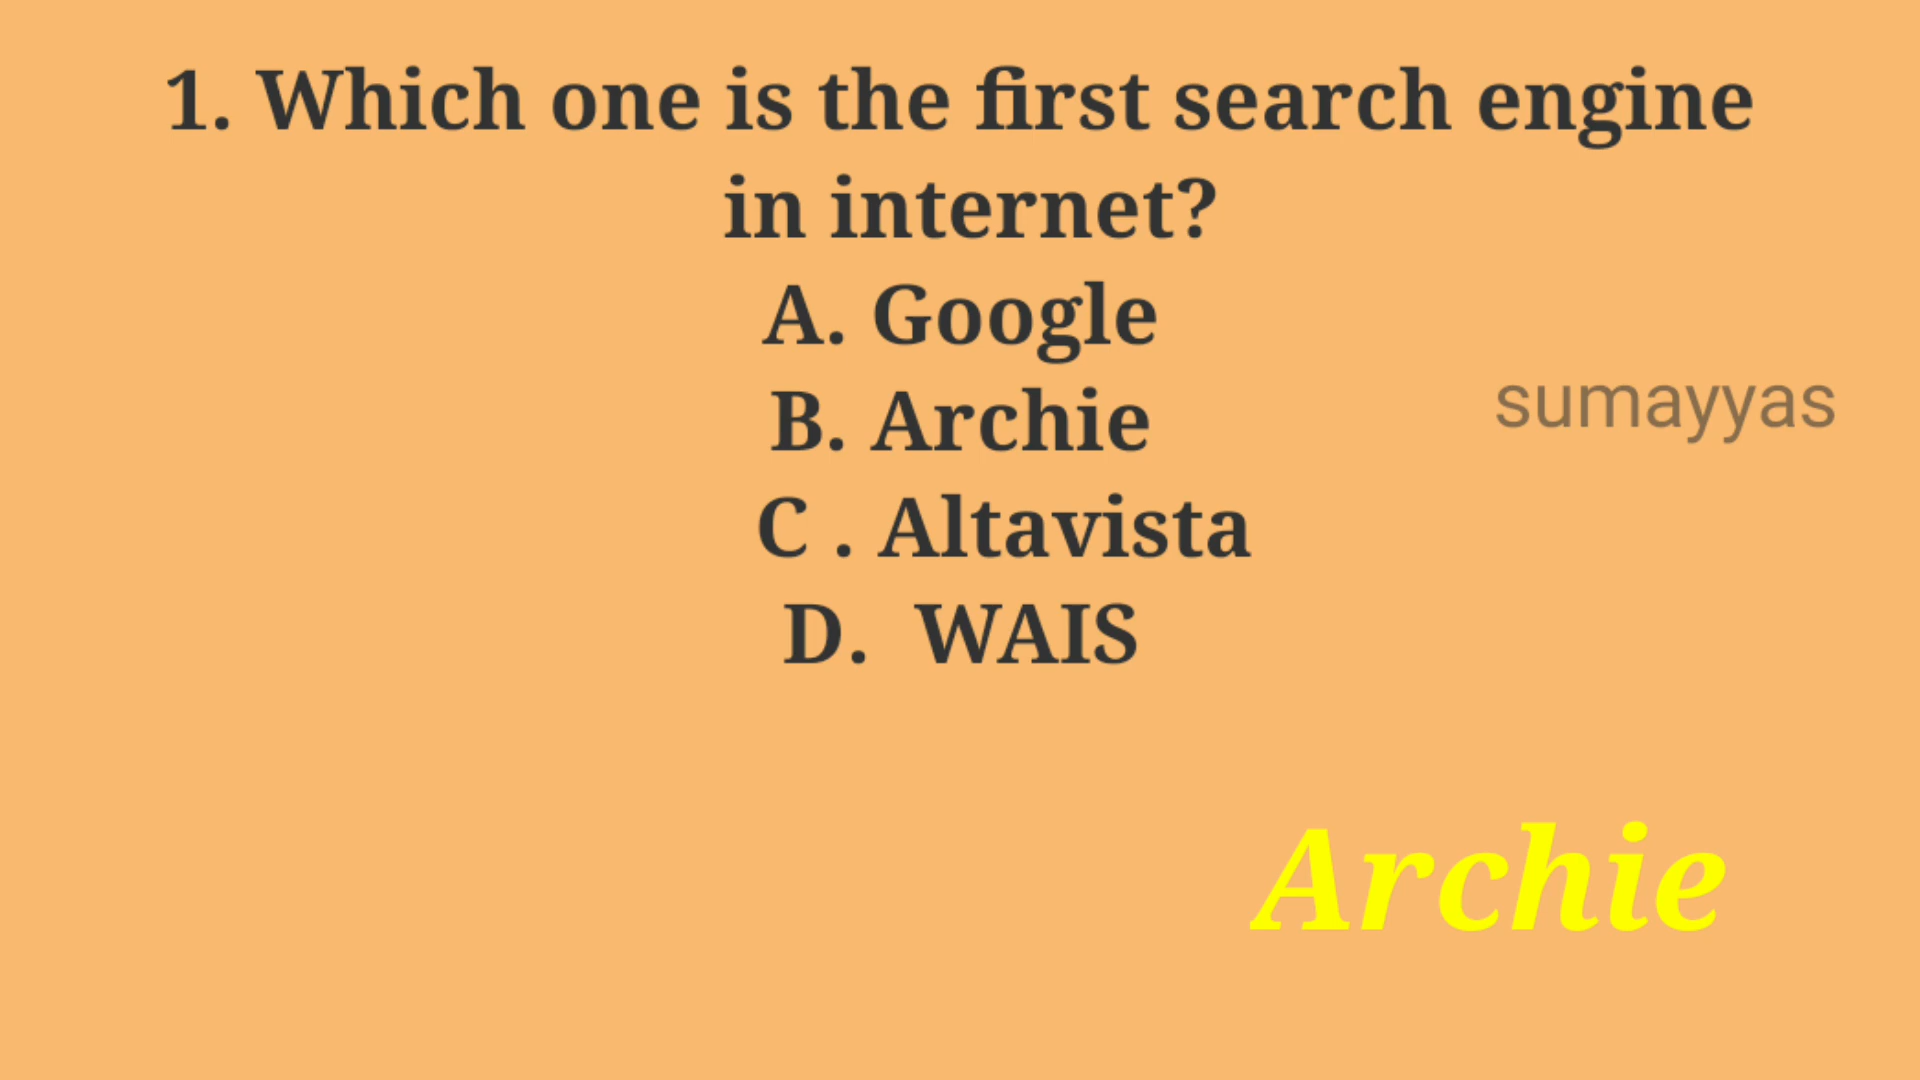 1. Which one is the first search engine
in internet?
A. Google
B. Archie
sumayyas
C . Altavista
D.  WAIS
Archie